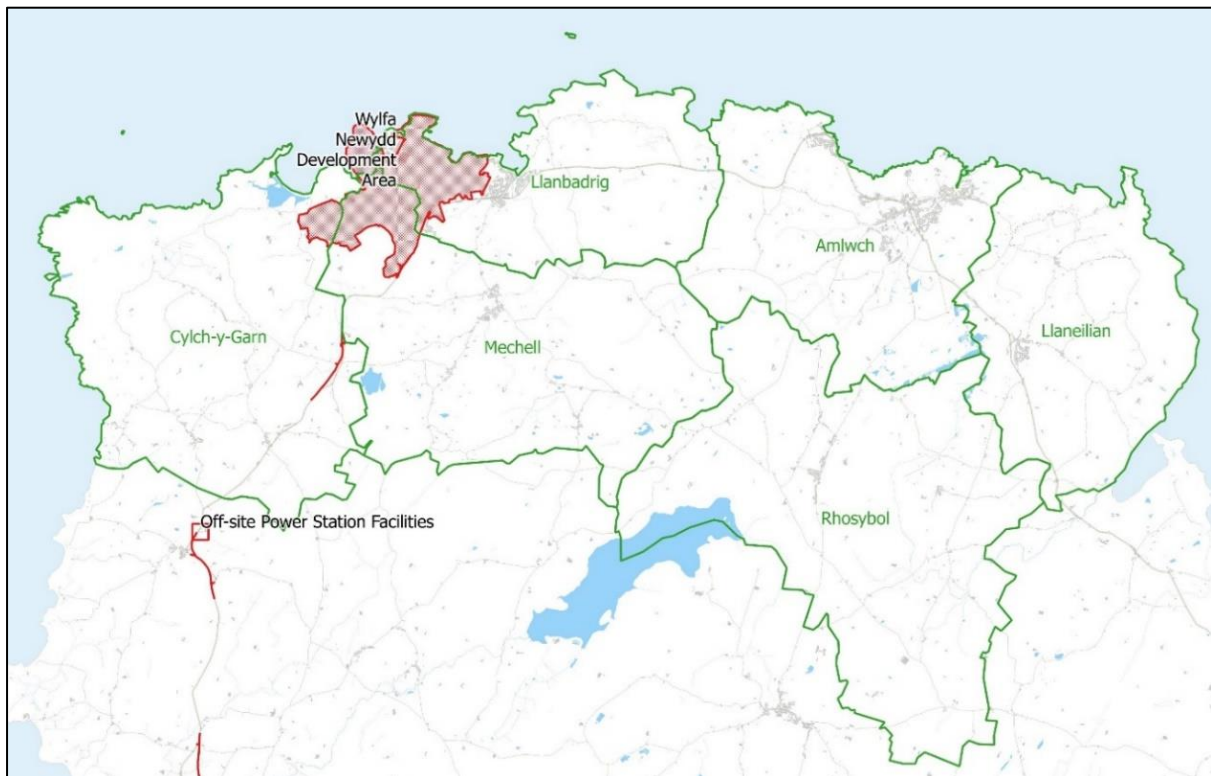 Wylfa
Newydd
Development
Area
Llanbadrig
Amlwch
Cylch-y-Garn
Mechell
Llaneilian
Off-site Power Station Facilities
Rhosybol